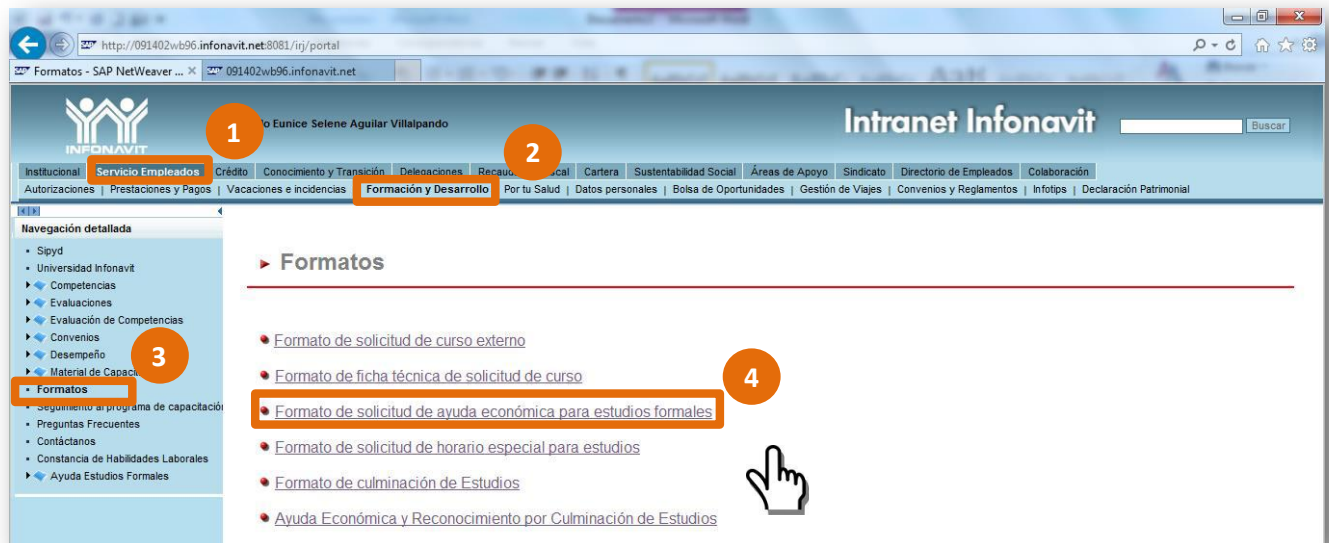 http://091402wb96.infonavit.net:8081/irj/portal
Formatos - SAP NetWeaver ... 091402wb96.infonavit.net
INFONAVIT
Eunice Selene Aguilar Villalpando
Intranet Infonavit
Buscar
1
2
Institucional Servicio Empleados Crédito Conocimiento y Transición Delegaciones Cartera Sustentabilidad Social Áreas de Apoyo Sindicato Directorio de Empleados Colaboración
Autorizaciones | Prestaciones y Pagos | Vacaciones e incidencias Formación y Desarrollo Por tu Salud | Datos personales | Bolsa de Oportunidades | Gestión de Viajes | Convenios y Reglamentos | Infotips | Declaración Patrimonial
Navegación detallada
Sipyd
Universidad Infonavit
Competencias
Evaluaciones
Evaluación de Competencias
Convenios
Desempeño
Material de
3
Formatos
Seguimiento al programa de capacitación
Preguntas Frecuentes
Contáctanos
Constancia de Habilidades Laborales
Ayuda Estudios Formales
Formatos
Formato de solicitud de curso externo
Formato de ficha técnica de solicitud de curso
4
Formato de solicitud de ayuda económica para estudios formales
Formato de solicitud de horario especial para estudios
Formato de culminación de Estudios
Ayuda Económica y Reconocimiento por Culminación de Estudios